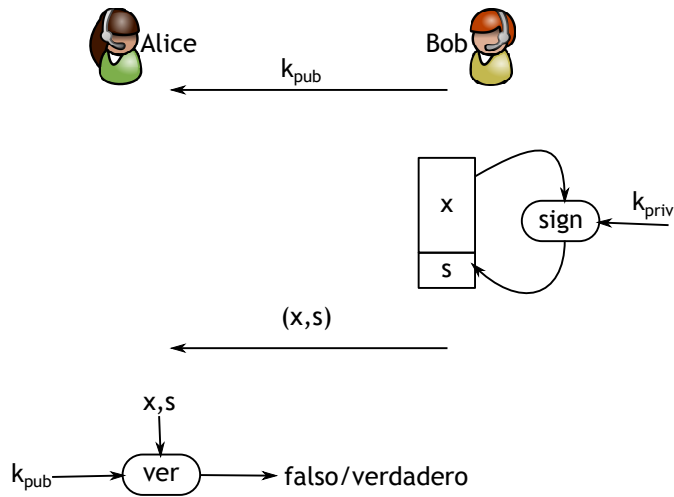 Alice
Bob
k_pub
x
sign
k_priv
s
(x,s)
x,s
k_pub
ver
falso/verdadero